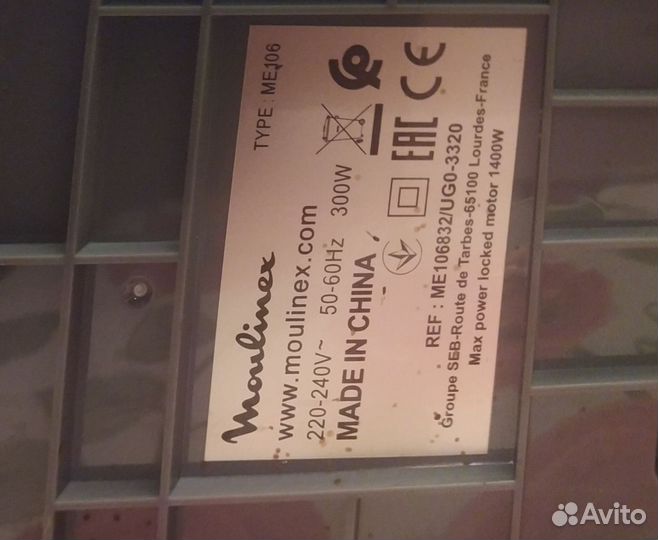 Moulinex
TYPE : ME106
www.moulinex.com
220-240V~ 50-60Hz 300W
MADE IN CHINA
EAC CE
REF : ME106832/UG0-3320
Groupe SEB-Route de Tarbes-65100 Lourdes-France
Max power locked motor 1400W
Avito